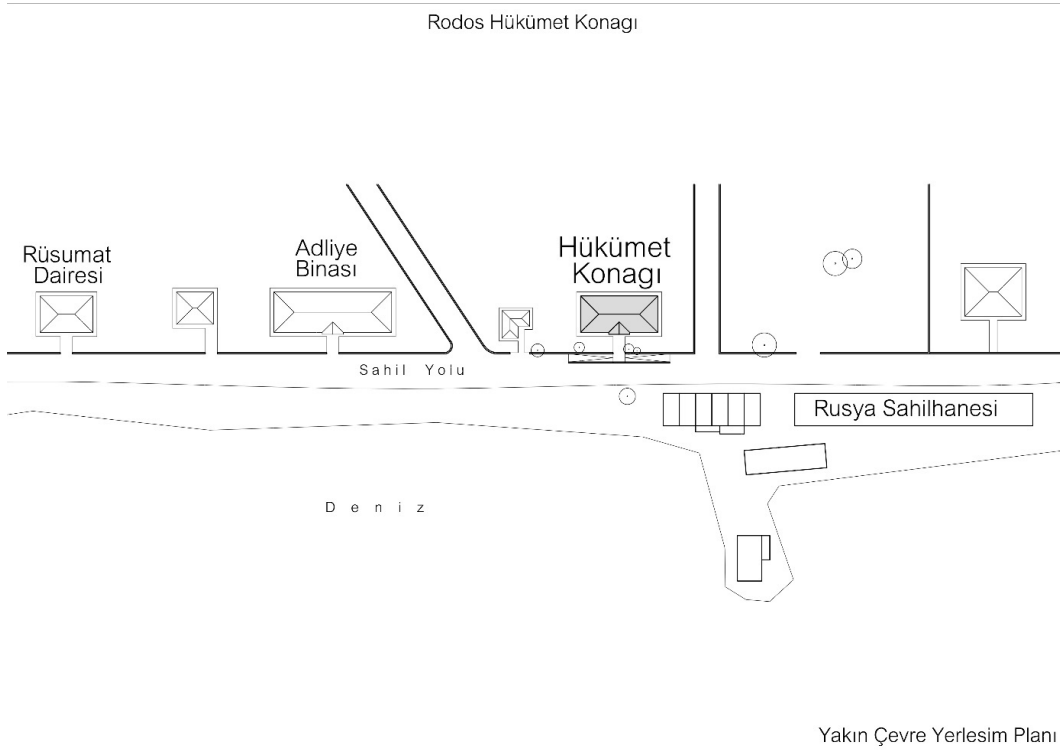 Rodos Hükümet Konagı
Rüsumat
Dairesi
Adliye
Binası
Hükümet
Konagı
Sahil Yolu
Rusya Sahilhanesi
Deniz
Yakın Çevre Yerlesim Planı